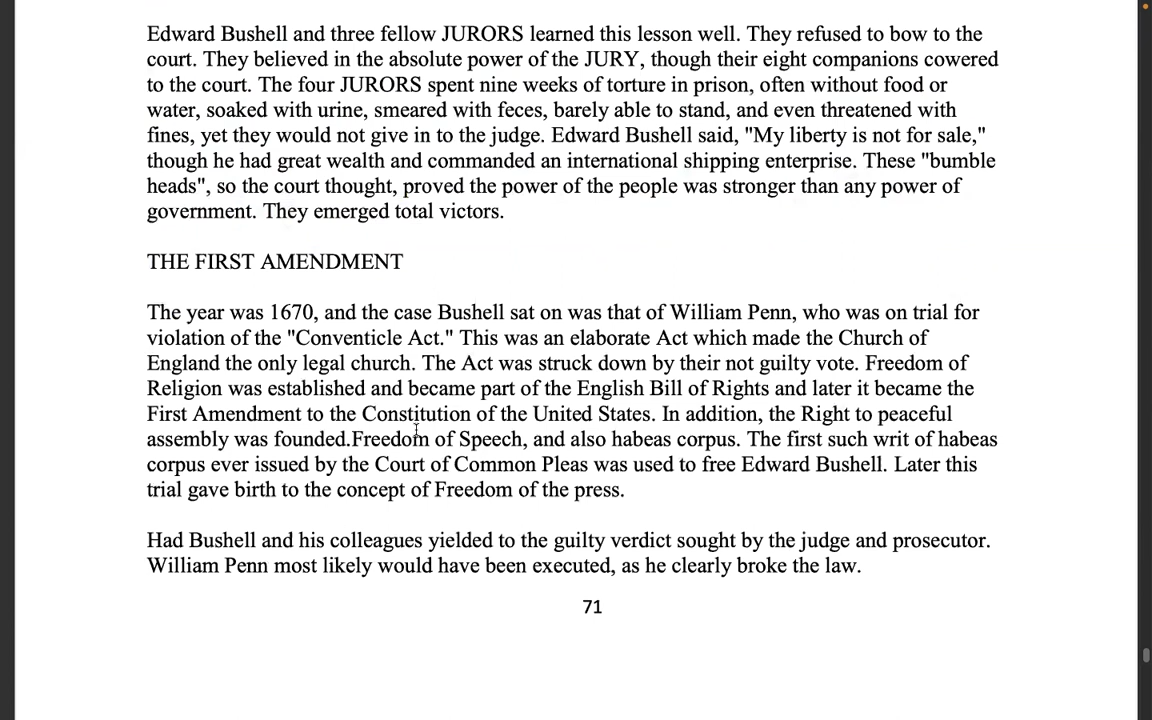 Edward Bushell and three fellow JURORS learned this lesson well. They refused to bow to the
court. They believed in the absolute power of the JURY, though their eight companions cowered
to the court. The four JURORS spent nine weeks of torture in prison, often without food or
water, soaked with urine, smeared with feces, barely able to stand, and even threatened with
fines, yet they would not give in to the judge. Edward Bushell said, "My liberty is not for sale,"
though he had great wealth and commanded an international shipping enterprise. These "bumble
heads", so the court thought, proved the power of the people was stronger than any power of
government. They emerged total victors.
THE FIRST AMENDMENT
The year was 1670, and the case Bushell sat on was that of William Penn, who was on trial for
violation of the "Conventicle Act." This was an elaborate Act which made the Church of
England the only legal church. The Act was struck down by their not guilty vote. Freedom of
Religion was established and became part of the English Bill of Rights and later it became the
First Amendment to the Constitution of the United States. In addition, the Right to peaceful
assembly was founded.Freedom of Speech, and also habeas corpus. The first such writ of habeas
corpus ever issued by the Court of Common Pleas was used to free Edward Bushell. Later this
trial gave birth to the concept of Freedom of the press.
Had Bushell and his colleagues yielded to the guilty verdict sought by the judge and prosecutor.
William Penn most likely would have been executed, as he clearly broke the law.
71